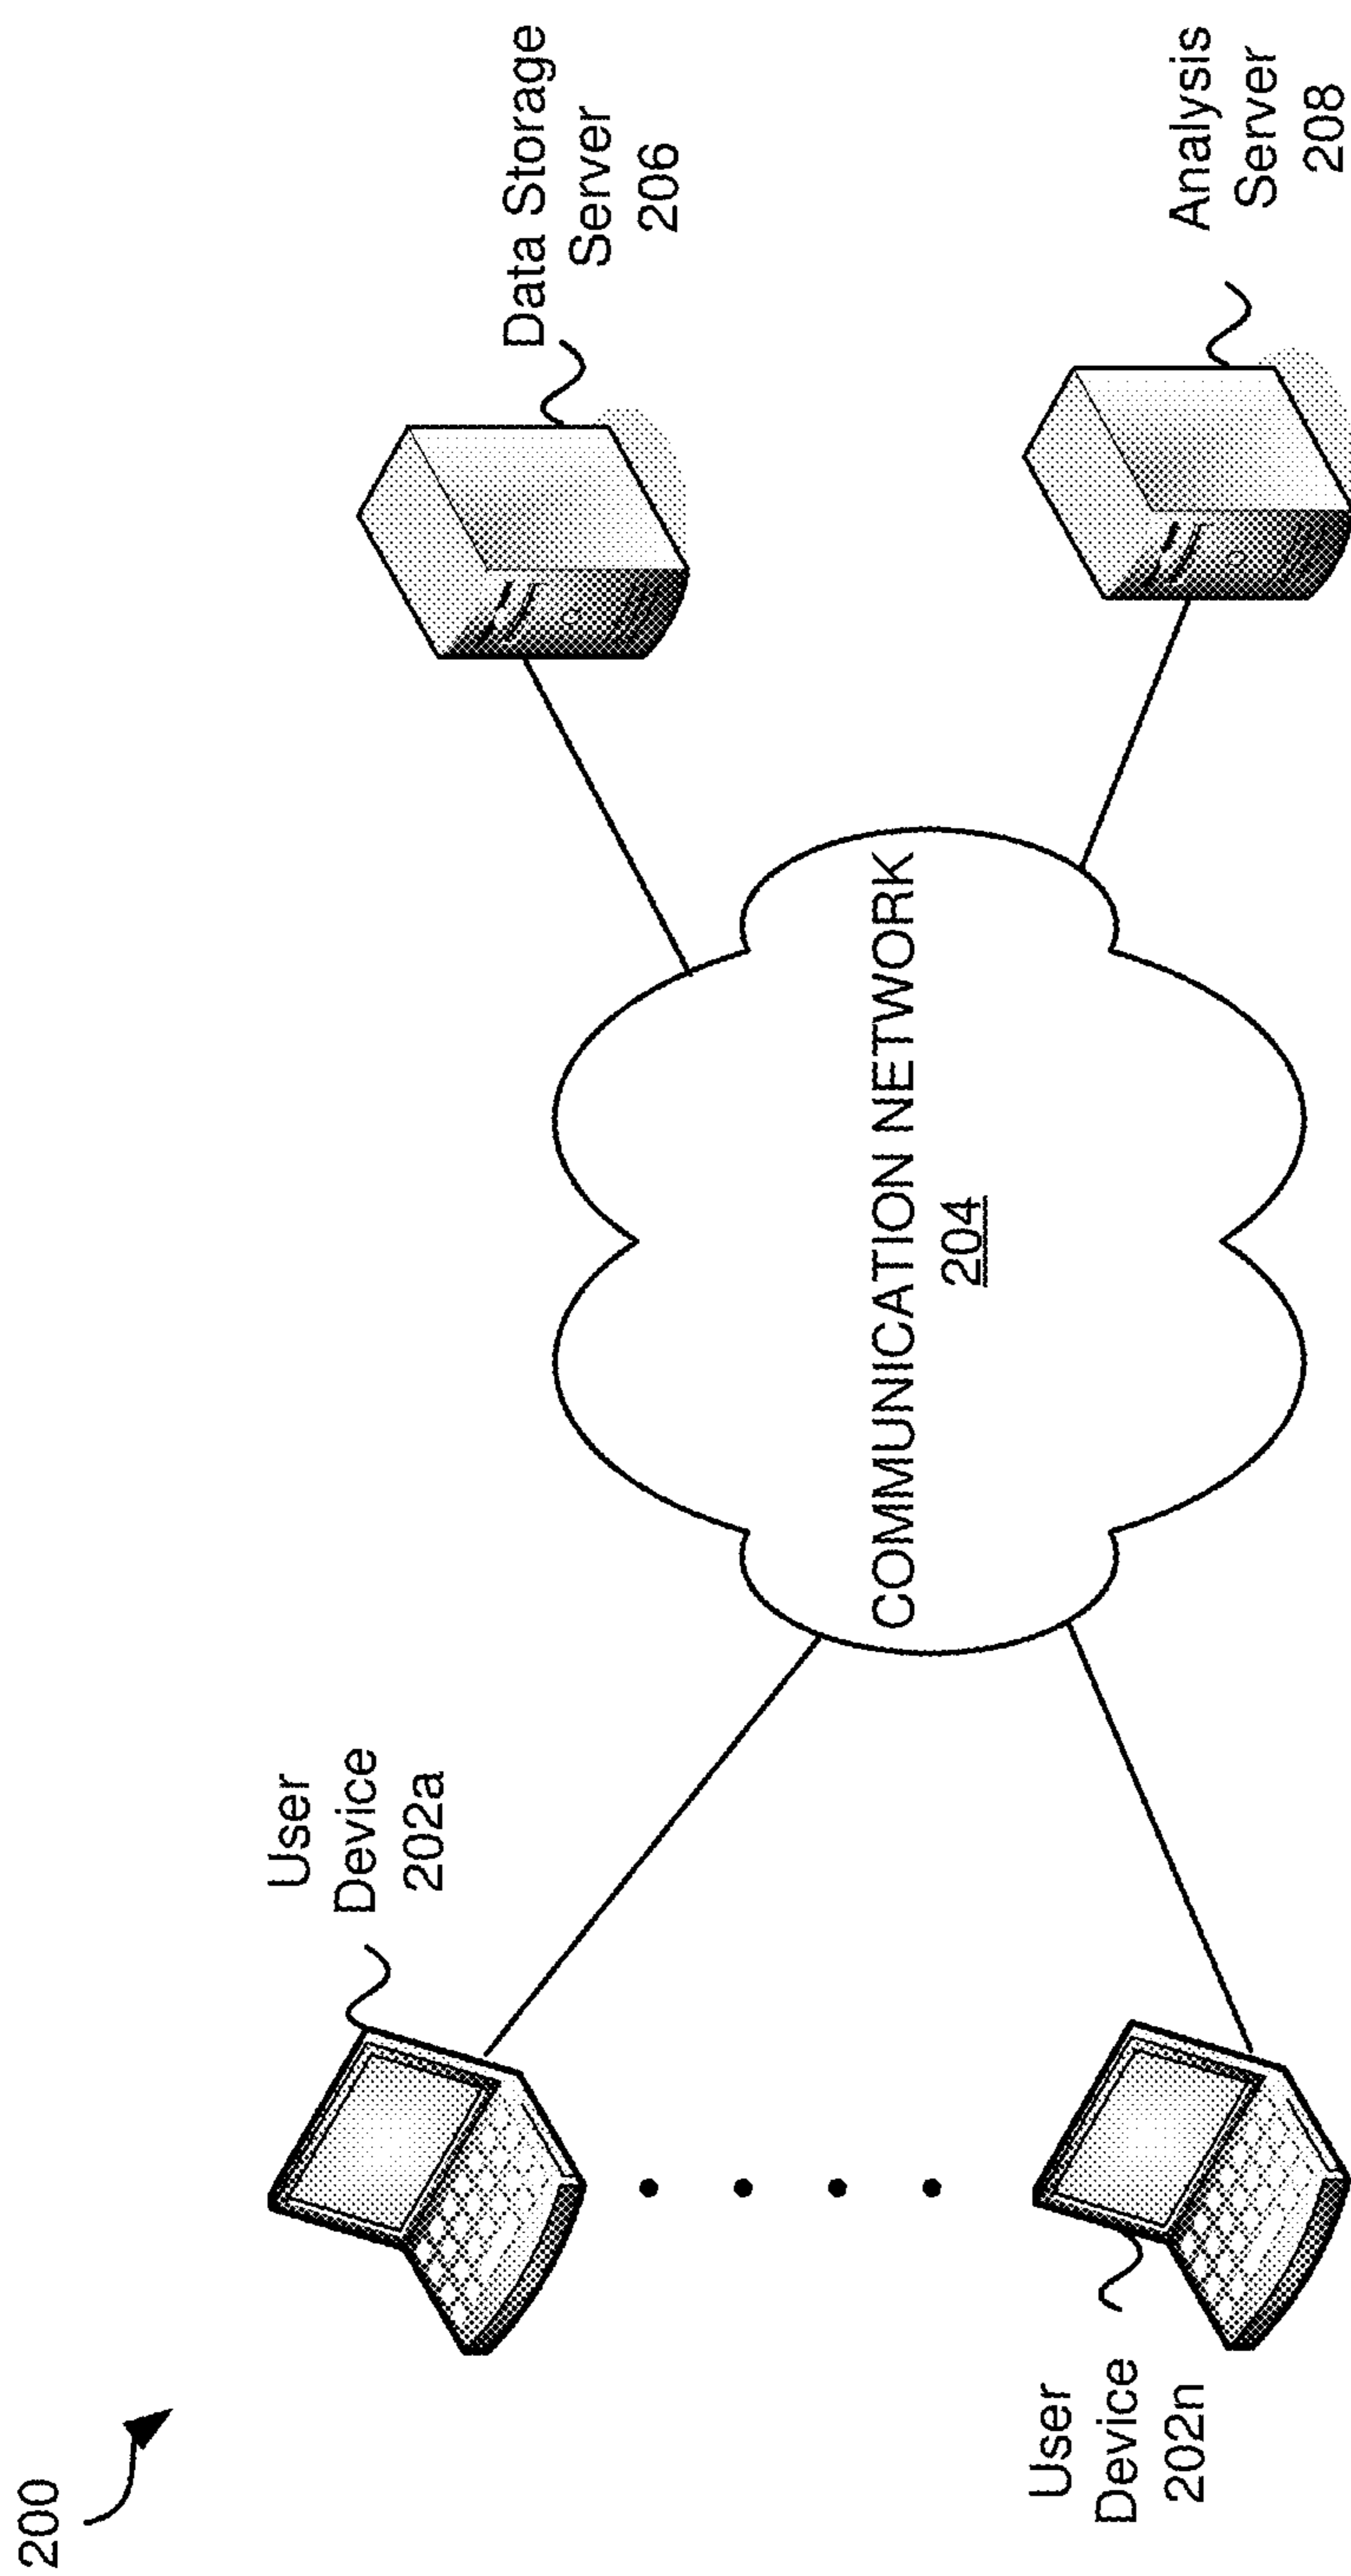 200
User
Device
202a
Data Storage
Server
206
COMMUNICATION NETWORK
204
User
Device
202n
Analysis
Server
208